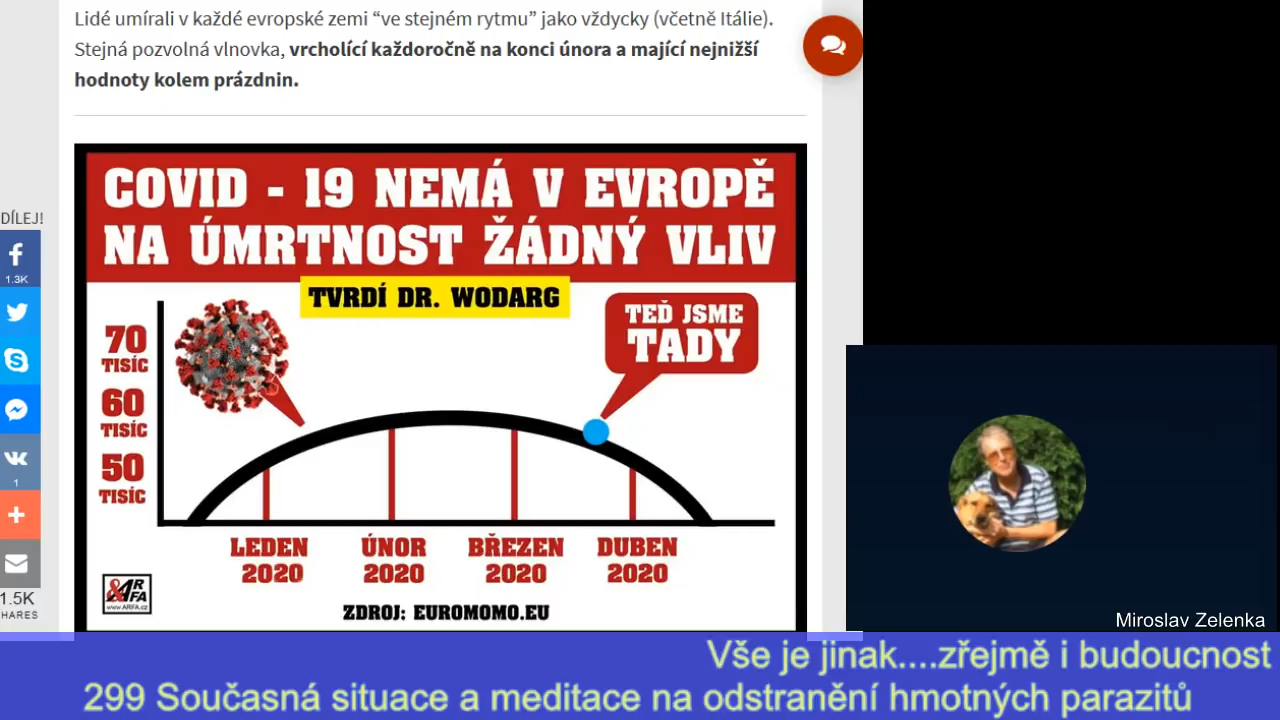 Lidé umírali v každé evropské zemi “ve stejném rytmu” jako vždycky (včetně Itálie).
Stejná pozvolná vlnovka, vrcholící každoročně na konci února a mající nejnižší
hodnoty kolem prázdnin.
DÍLEJ!
1.3K
1
1.5K
HARES
COVID - 19 NEMÁ V EVROPĚ
NA ÚMRTNOST ŽÁDNÝ VLIV
TVRDÍ DR. WODARG
TEĎ JSME
TADY
70
TISÍC
60
TISÍC
50
TISÍC
LEDEN
2020
ÚNOR
2020
BŘEZEN
2020
DUBEN
2020
&AR
FA
www.ARFA.cz
ZDROJ: EUROMOMO.EU
Miroslav Zelenka
Vše je jinak....zřejmě i budoucnost
299 Současná situace a meditace na odstranění hmotných parazitů